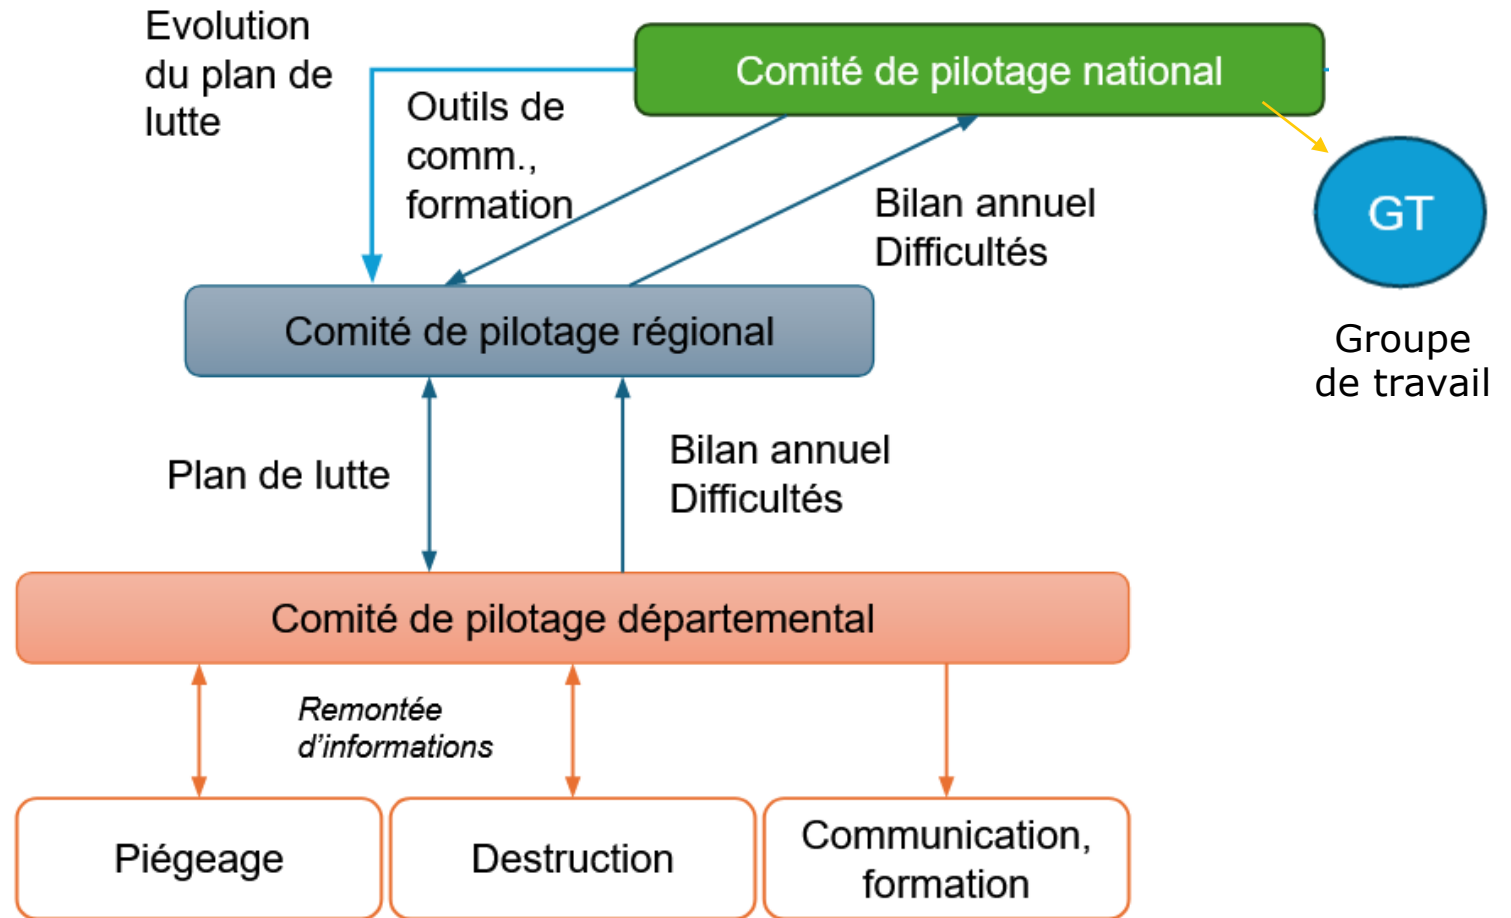 Evolution
du plan de
lutte
Comité de pilotage national
Outils de
comm.,
formation
Bilan annuel
Difficultés
GT
Groupe
de travail
Comité de pilotage régional
Plan de lutte
Bilan annuel
Difficultés
Comité de pilotage départemental
Remontée
d'informations
Piégeage
Destruction
Communication,
formation